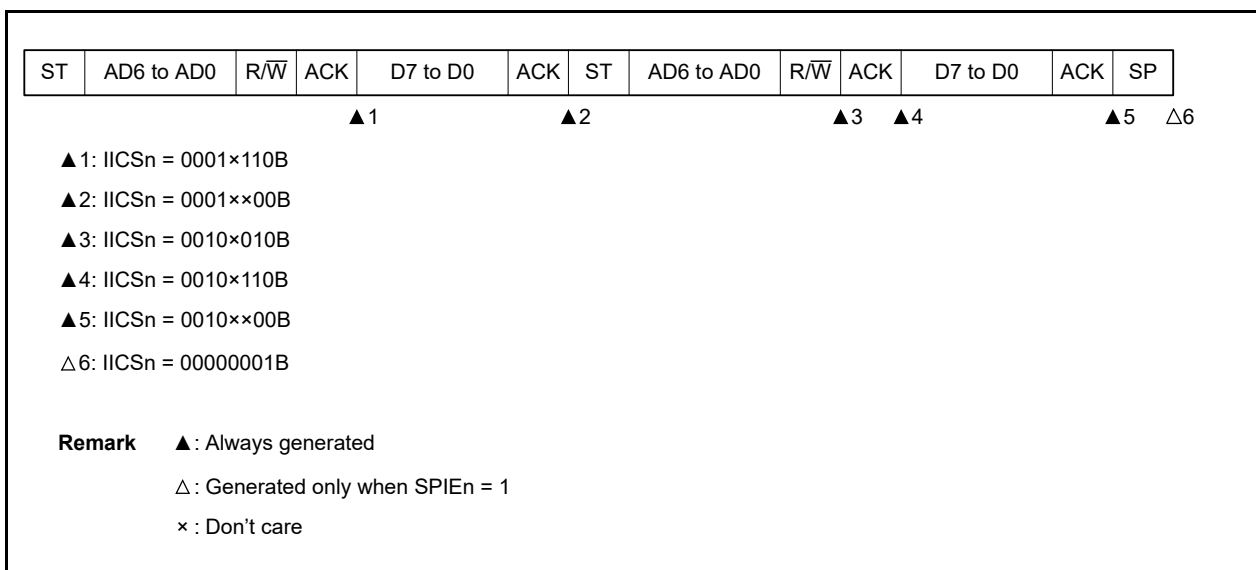 ST AD6 to AD0 R/W̅ ACK D7 to D0 ACK ST AD6 to AD0 R/W̅ ACK D7 to D0 ACK SP
▲1 ▲2 ▲3 ▲4 ▲5 △6
▲1: IICSn = 0001×110B
▲2: IICSn = 0001××00B
▲3: IICSn = 0010×010B
▲4: IICSn = 0010×110B
▲5: IICSn = 0010××00B
△6: IICSn = 00000001B
Remark ▲: Always generated
△: Generated only when SPIEn = 1
× : Don't care